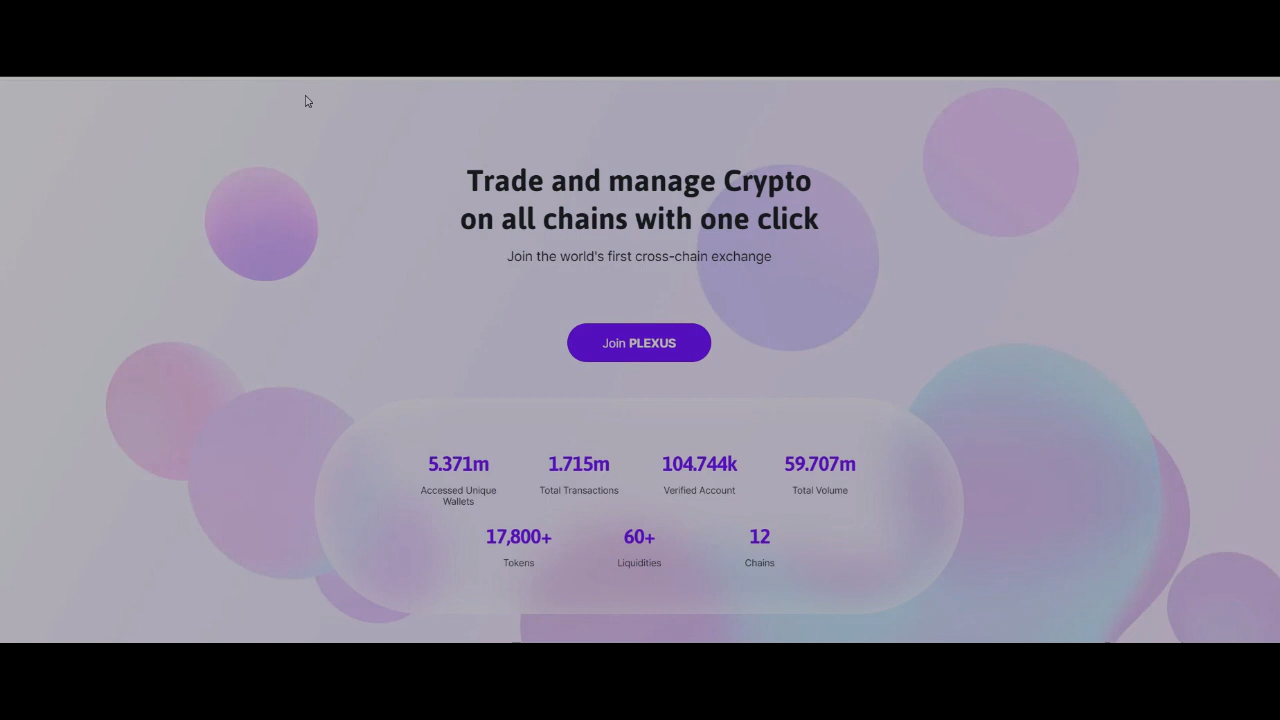 Trade and manage Crypto
on all chains with one click
Join the world's first cross-chain exchange
Join PLEXUS
5.371m
Accessed Unique
Wallets
1.715m
Total Transactions
104.744k
Verified Account
59.707m
Total Volume
17,800+
Tokens
60+
Liquidities
12
Chains